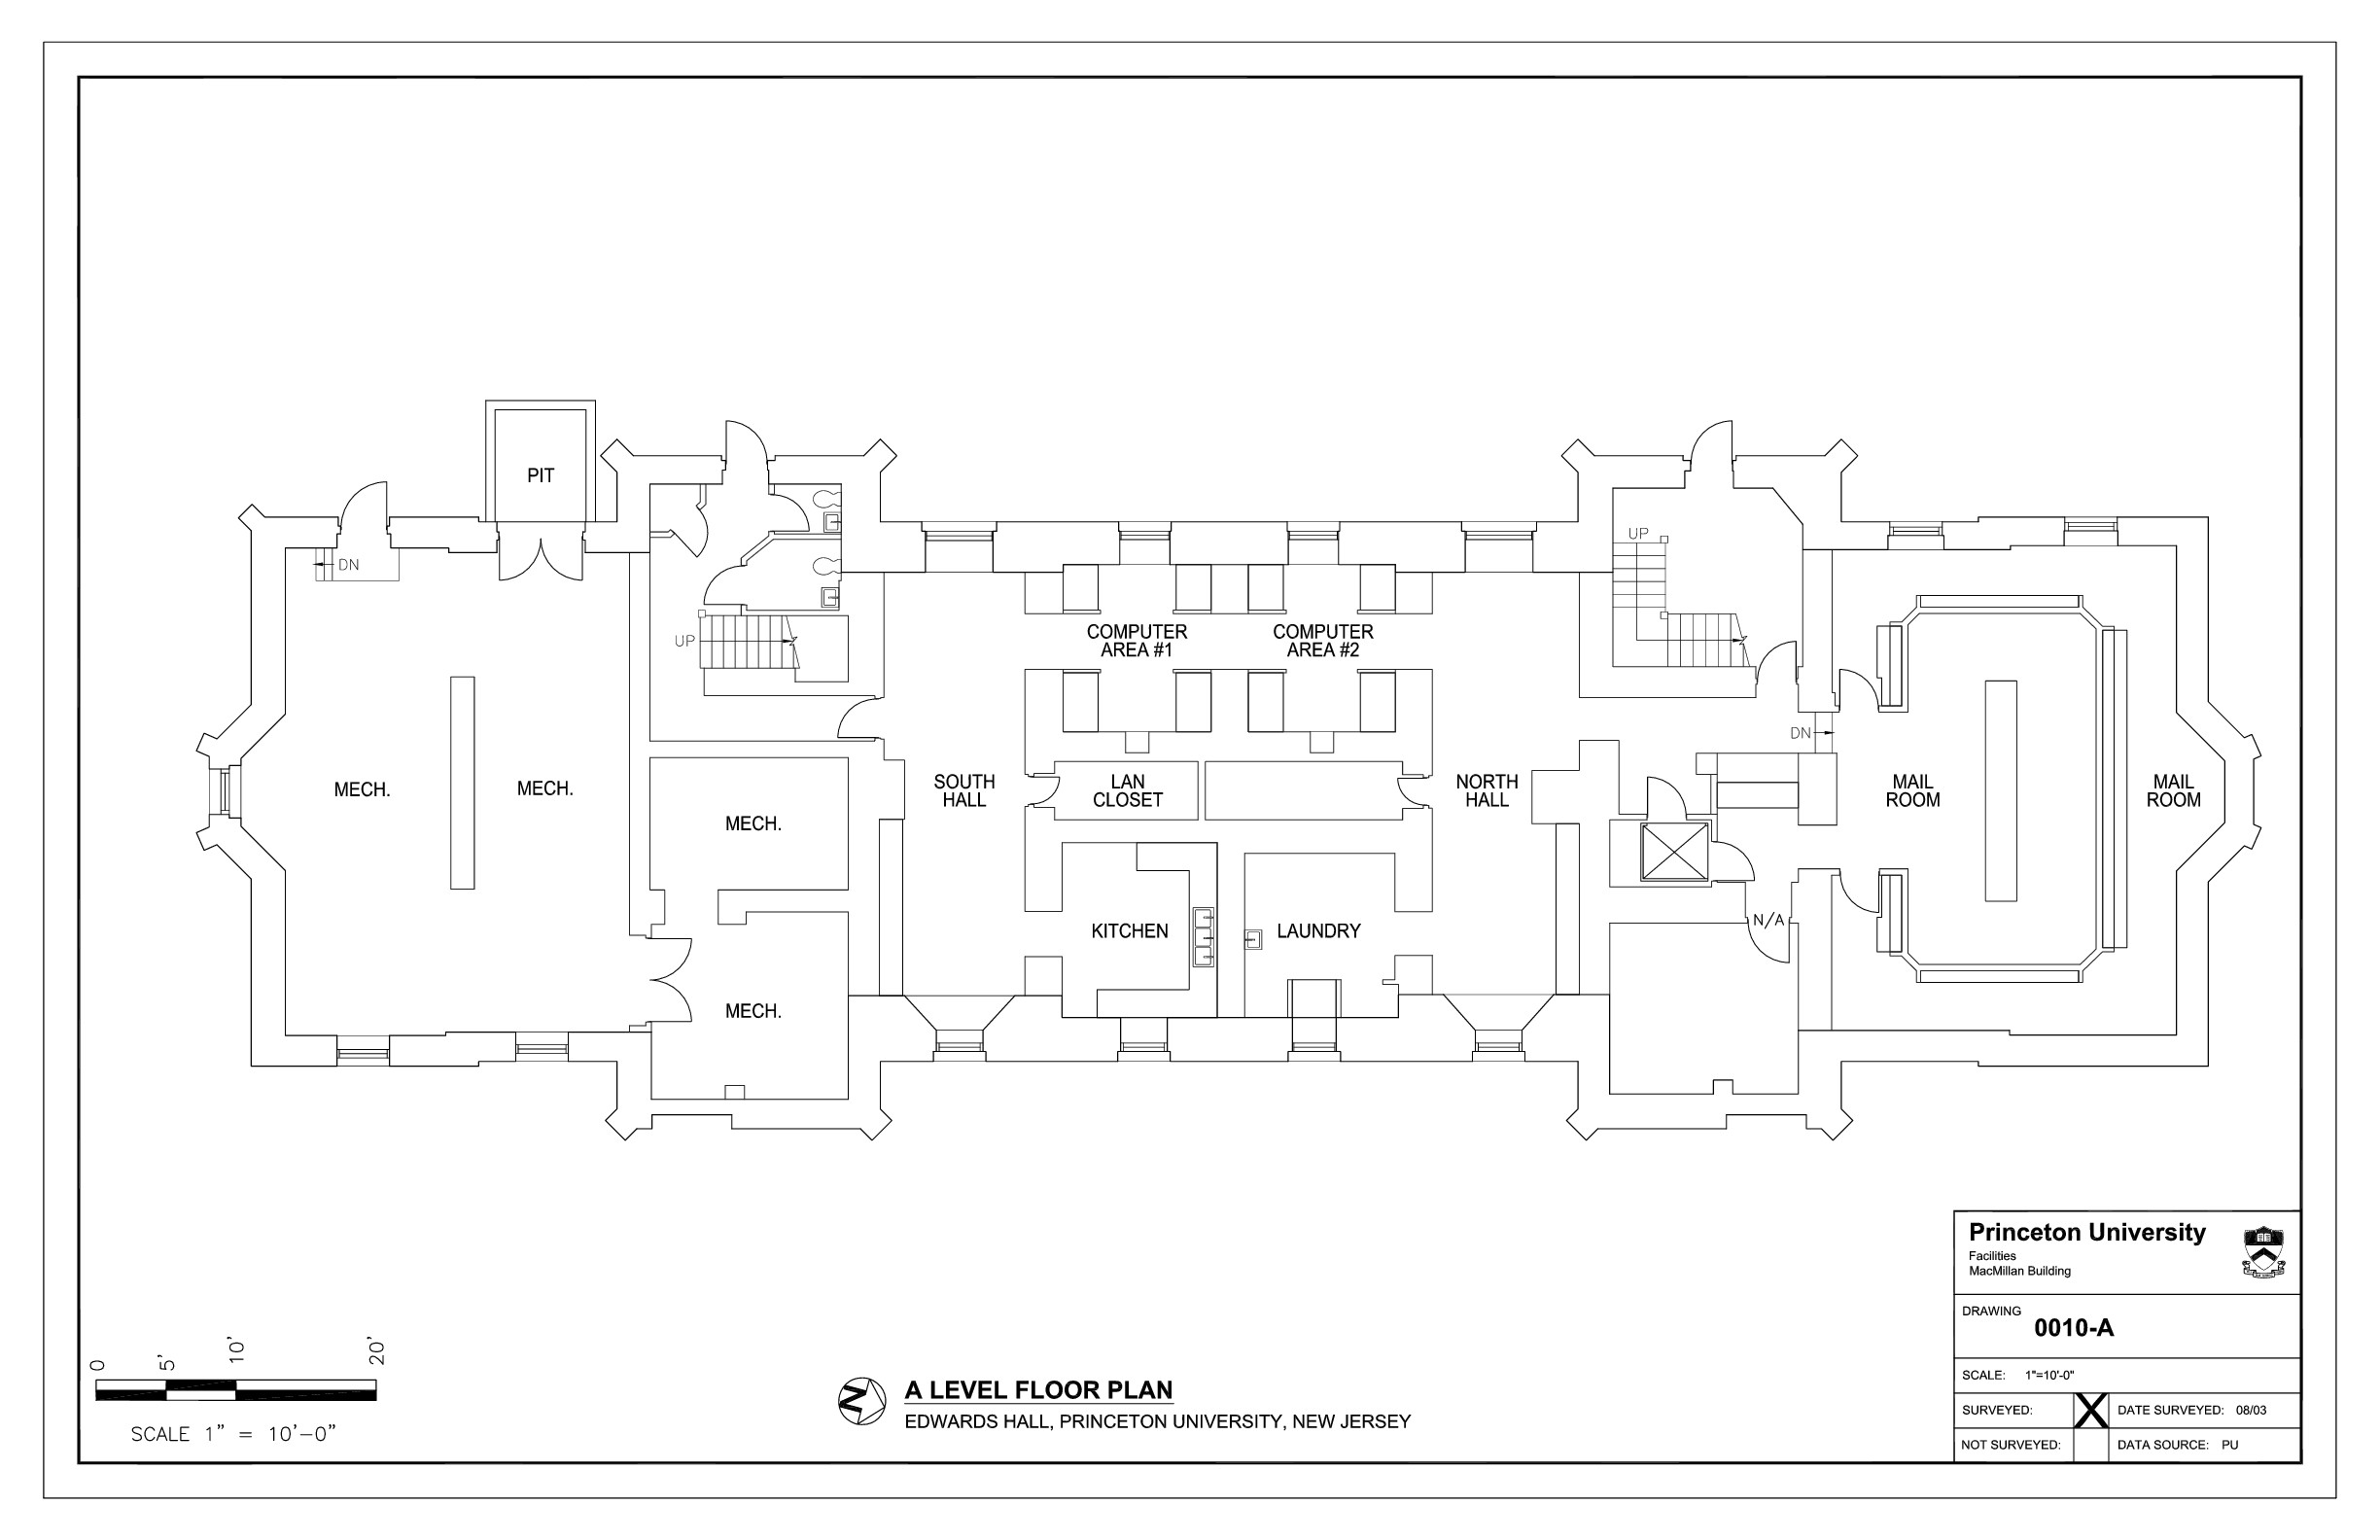 PIT
DN
UP
UP
COMPUTER
AREA #1
COMPUTER
AREA #2
DN
MECH.
MECH.
MECH.
SOUTH
HALL
LAN
CLOSET
NORTH
HALL
MAIL
ROOM
MAIL
ROOM
KITCHEN
LAUNDRY
N/A
MECH.
Princeton University
Facilities
MacMillan Building
DRAWING
0010-A
SCALE: 1"=10'-0"
SURVEYED: X DATE SURVEYED: 08/03
NOT SURVEYED: DATA SOURCE: PU
0 5' 10' 20'
SCALE 1" = 10'-0"
N
A LEVEL FLOOR PLAN
EDWARDS HALL, PRINCETON UNIVERSITY, NEW JERSEY